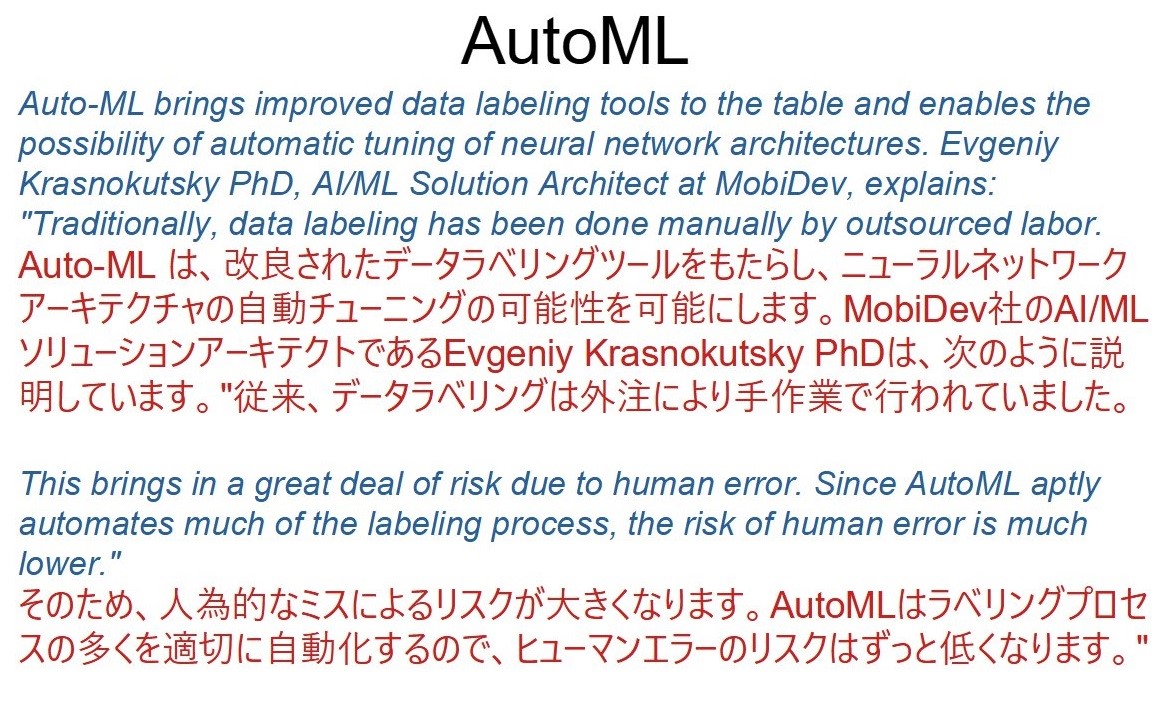 AutoML
Auto-ML brings improved data labeling tools to the table and enables the
possibility of automatic tuning of neural network architectures. Evgeniy
Krasnokutsky PhD, AI/ML Solution Architect at MobiDev, explains:
"Traditionally, data labeling has been done manually by outsourced labor.
Auto-ML は、改良されたデータラベリングツールをもたらし、ニューラルネットワーク
アーキテクチャの自動チューニングの可能性を可能にします。MobiDev社のAI/ML
ソリューションアーキテクトであるEvgeniy Krasnokutsky PhDは、次のように説
明しています。"従来、データラベリングは外注により手作業で行われていました。
This brings in a great deal of risk due to human error. Since AutoML aptly
automates much of the labeling process, the risk of human error is much
lower."
そのため、人為的なミスによるリスクが大きくなります。AutoMLはラベリングプロセ
スの多くを適切に自動化するので、ヒューマンエラーのリスクはずっと低くなります。"